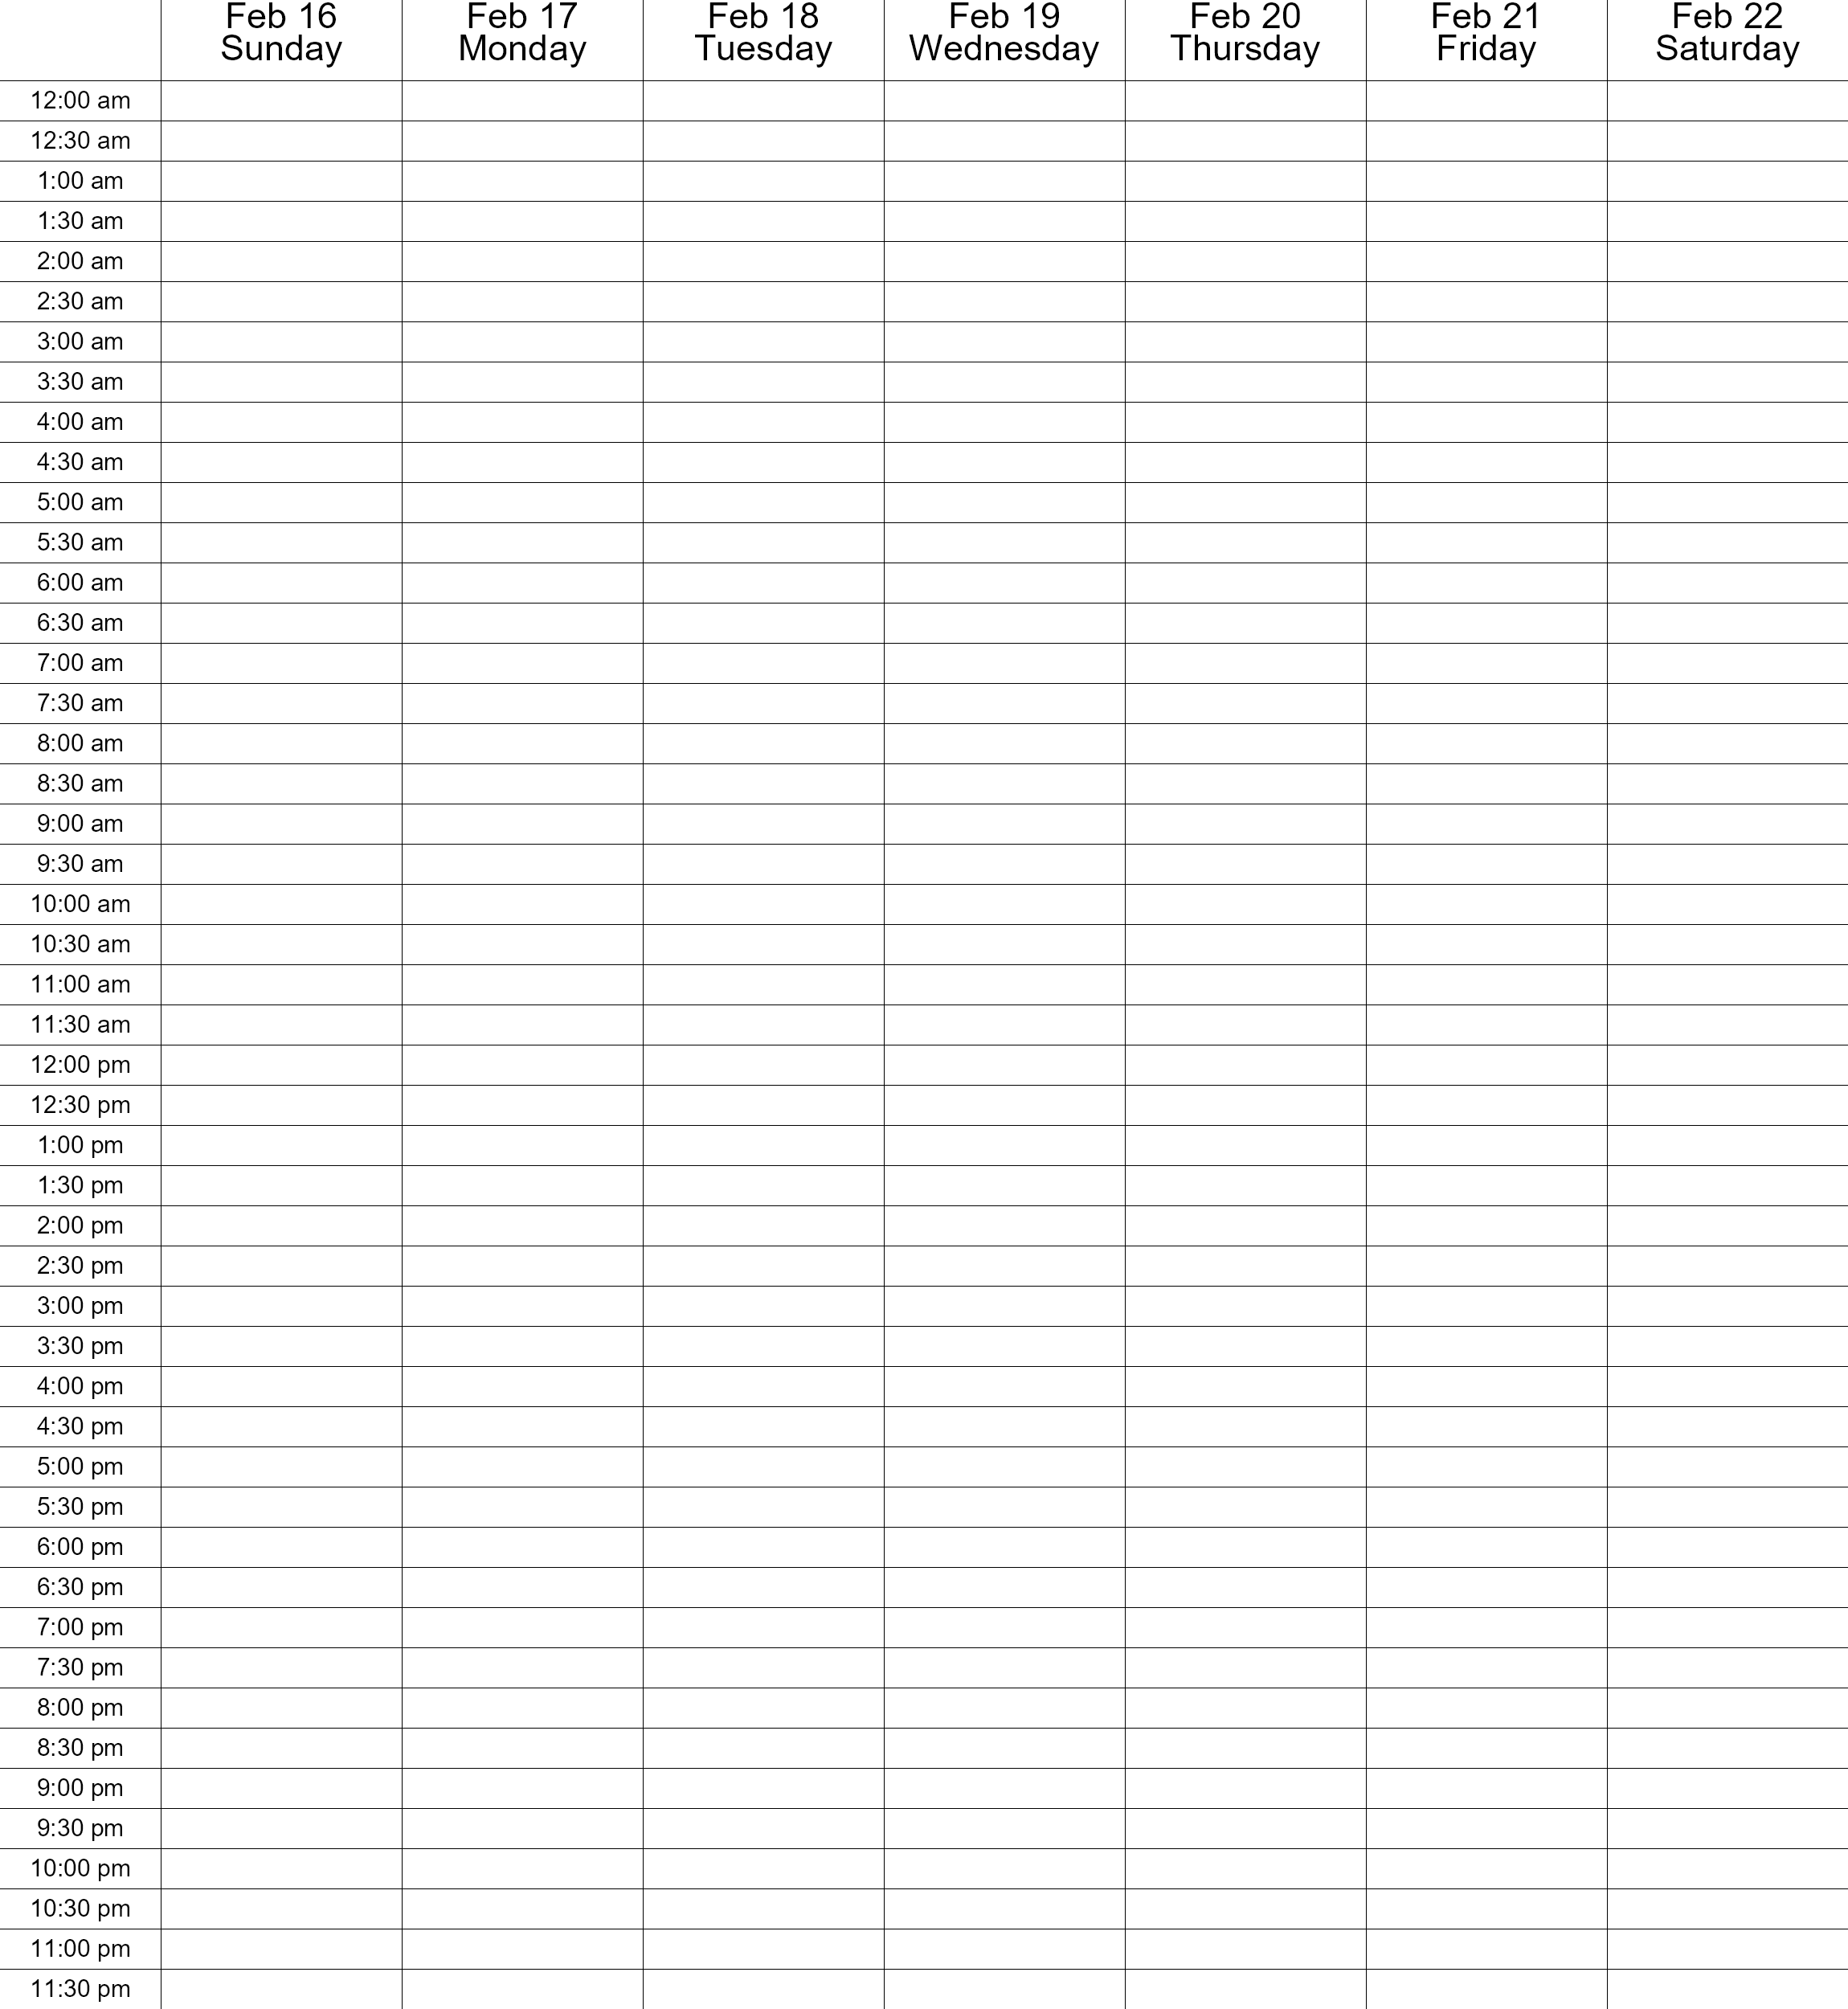 Feb 16 Feb 17 Feb 18 Feb 19 Feb 20 Feb 21 Feb 22
Sunday Monday Tuesday Wednesday Thursday Friday Saturday
12:00 am
12:30 am
1:00 am
1:30 am
2:00 am
2:30 am
3:00 am
3:30 am
4:00 am
4:30 am
5:00 am
5:30 am
6:00 am
6:30 am
7:00 am
7:30 am
8:00 am
8:30 am
9:00 am
9:30 am
10:00 am
10:30 am
11:00 am
11:30 am
12:00 pm
12:30 pm
1:00 pm
1:30 pm
2:00 pm
2:30 pm
3:00 pm
3:30 pm
4:00 pm
4:30 pm
5:00 pm
5:30 pm
6:00 pm
6:30 pm
7:00 pm
7:30 pm
8:00 pm
8:30 pm
9:00 pm
9:30 pm
10:00 pm
10:30 pm
11:00 pm
11:30 pm